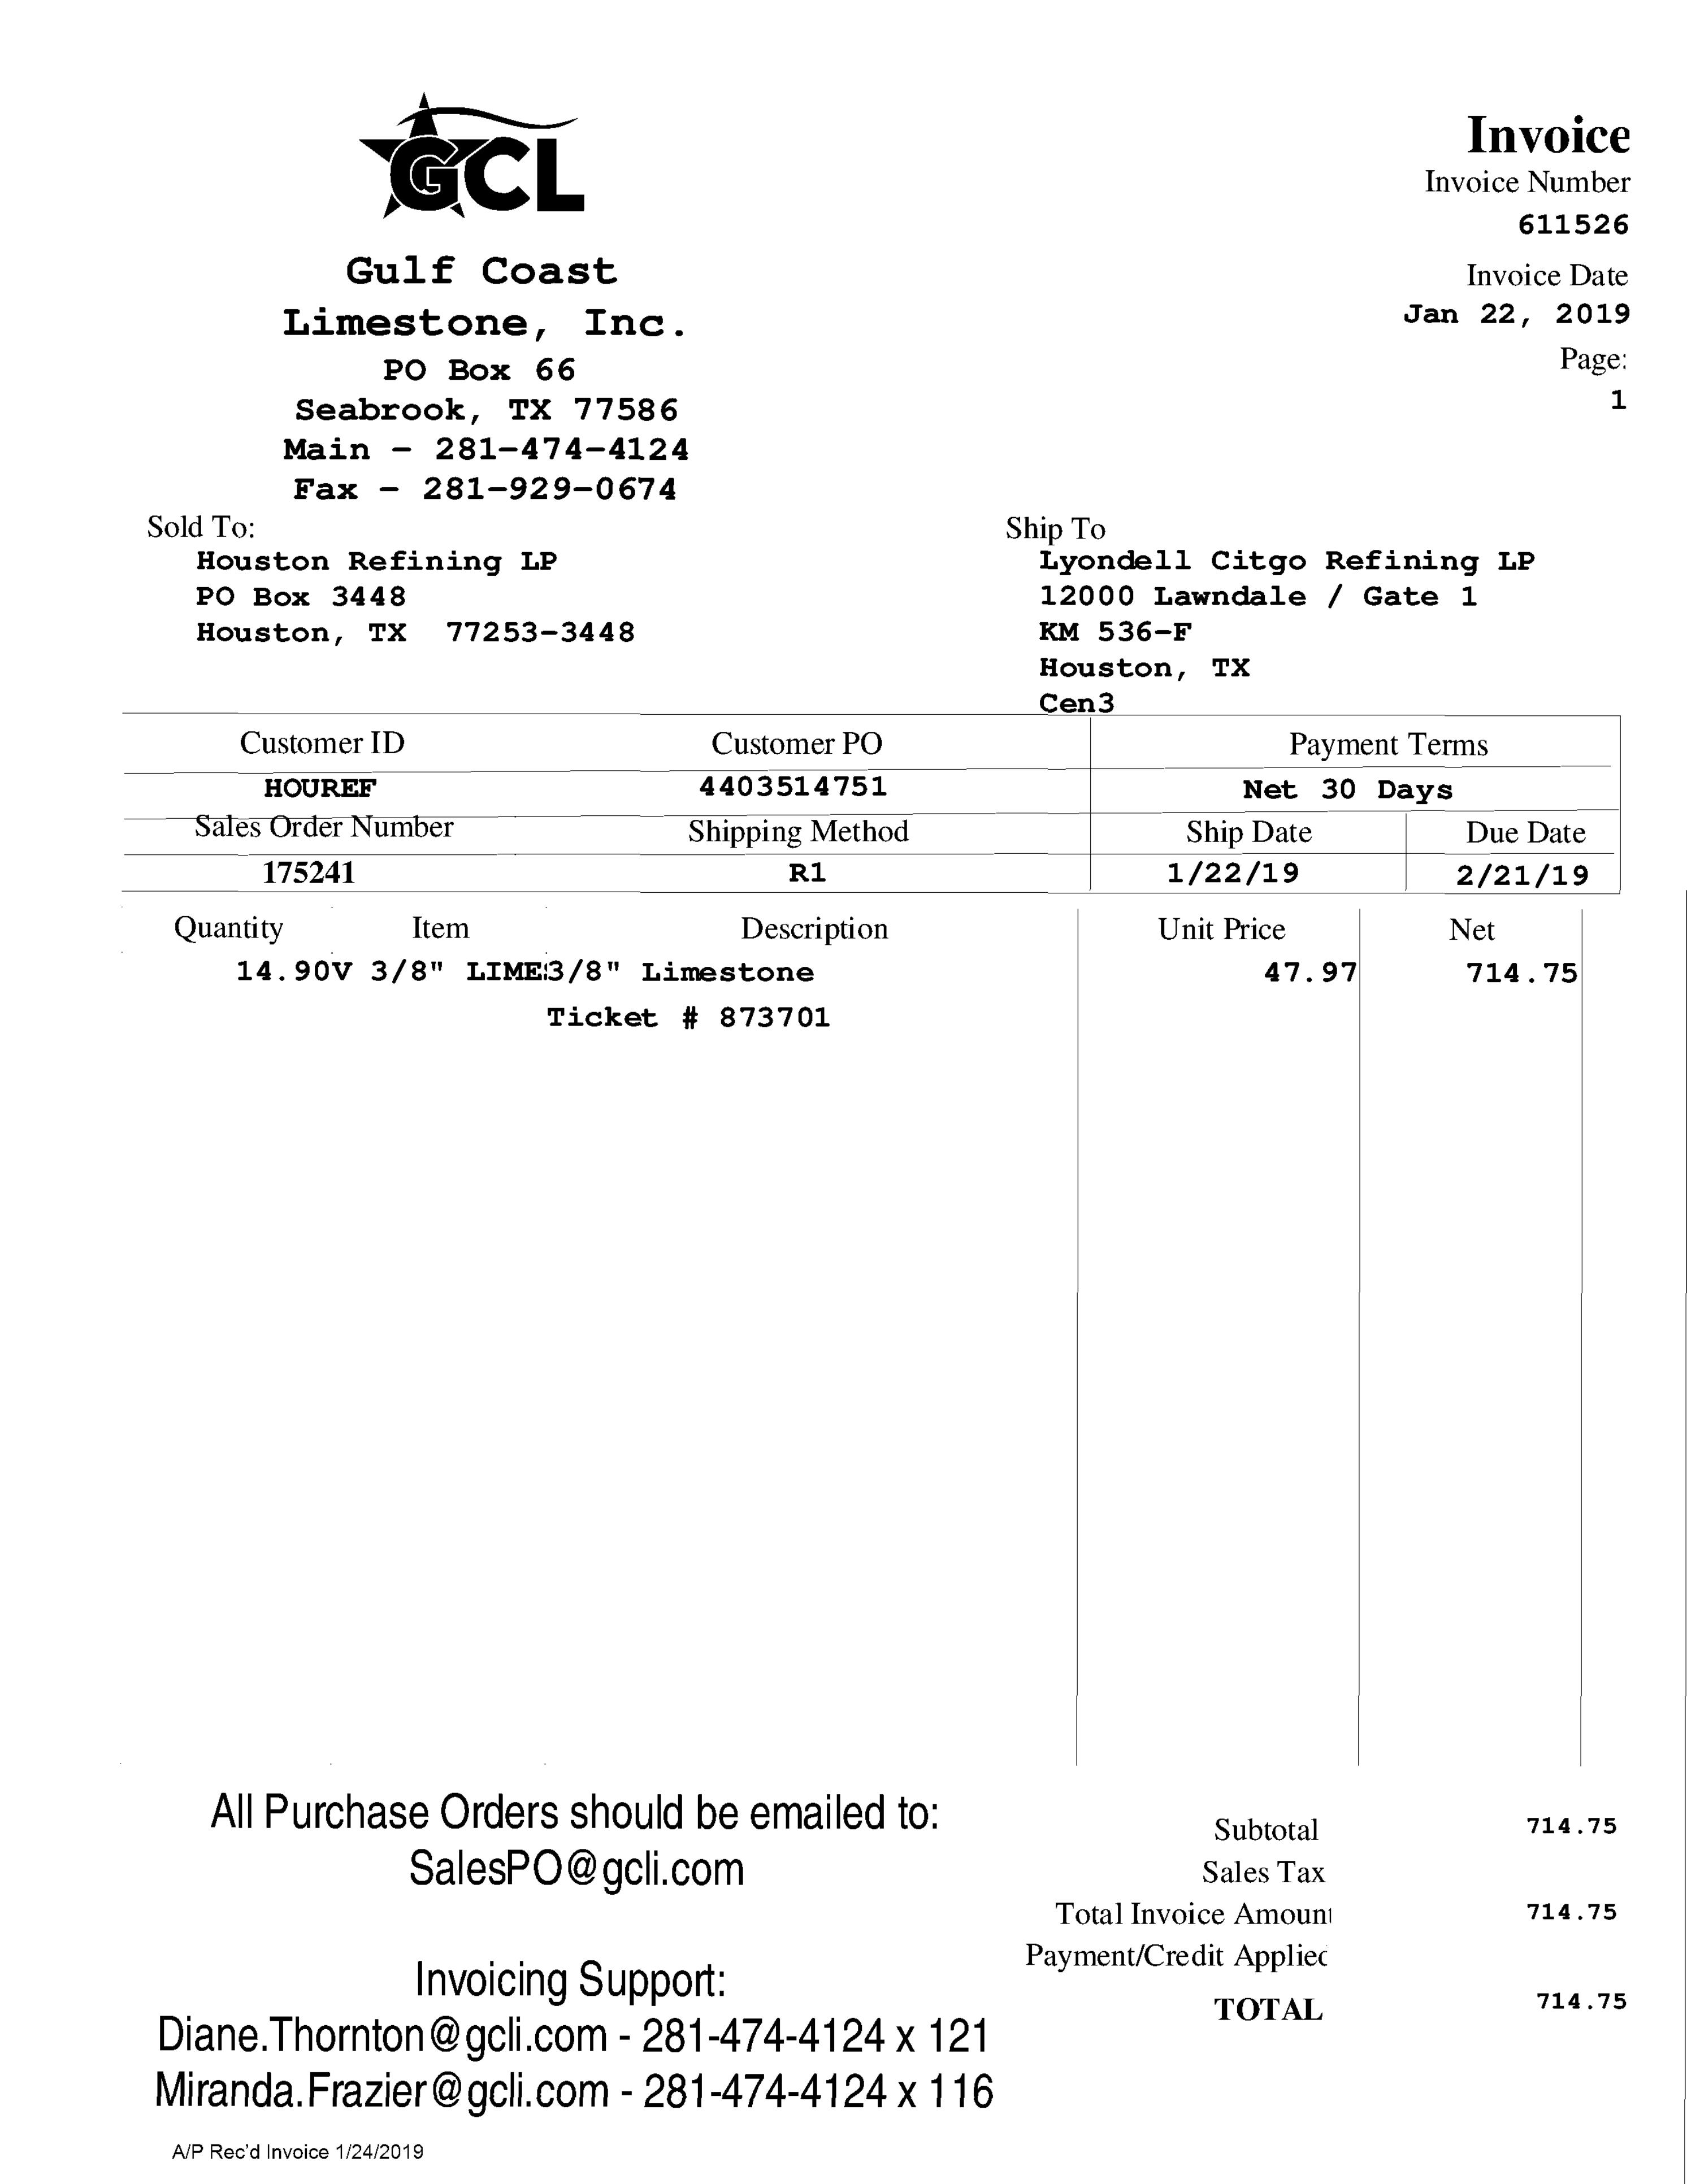 GCL
Invoice
Invoice Number
611526
Invoice Date
Jan 22, 2019
Page:
1
Gulf Coast
Limestone, Inc.
PO Box 66
Seabrook, TX 77586
Main - 281-474-4124
Fax - 281-929-0674
Sold To:
Houston Refining LP
PO Box 3448
Houston, TX 77253-3448
Ship To
Lyondell Citgo Refining LP
12000 Lawndale / Gate 1
KM 536-F
Houston, TX
Cen3
Customer ID Customer PO Payment Terms
HOUREF 4403514751 Net 30 Days
Sales Order Number Shipping Method Ship Date Due Date
175241 R1 1/22/19 2/21/19
Quantity Item Description Unit Price Net
14.90V 3/8" LIME 3/8" Limestone 47.97 714.75
Ticket # 873701
All Purchase Orders should be emailed to:
SalesPO@gcli.com
Invoicing Support:
Diane.Thornton@gcli.com - 281-474-4124 x 121
Miranda.Frazier@gcli.com - 281-474-4124 x 116
Subtotal 714.75
Sales Tax
Total Invoice Amount 714.75
Payment/Credit Applied
TOTAL 714.75
A/P Rec'd Invoice 1/24/2019